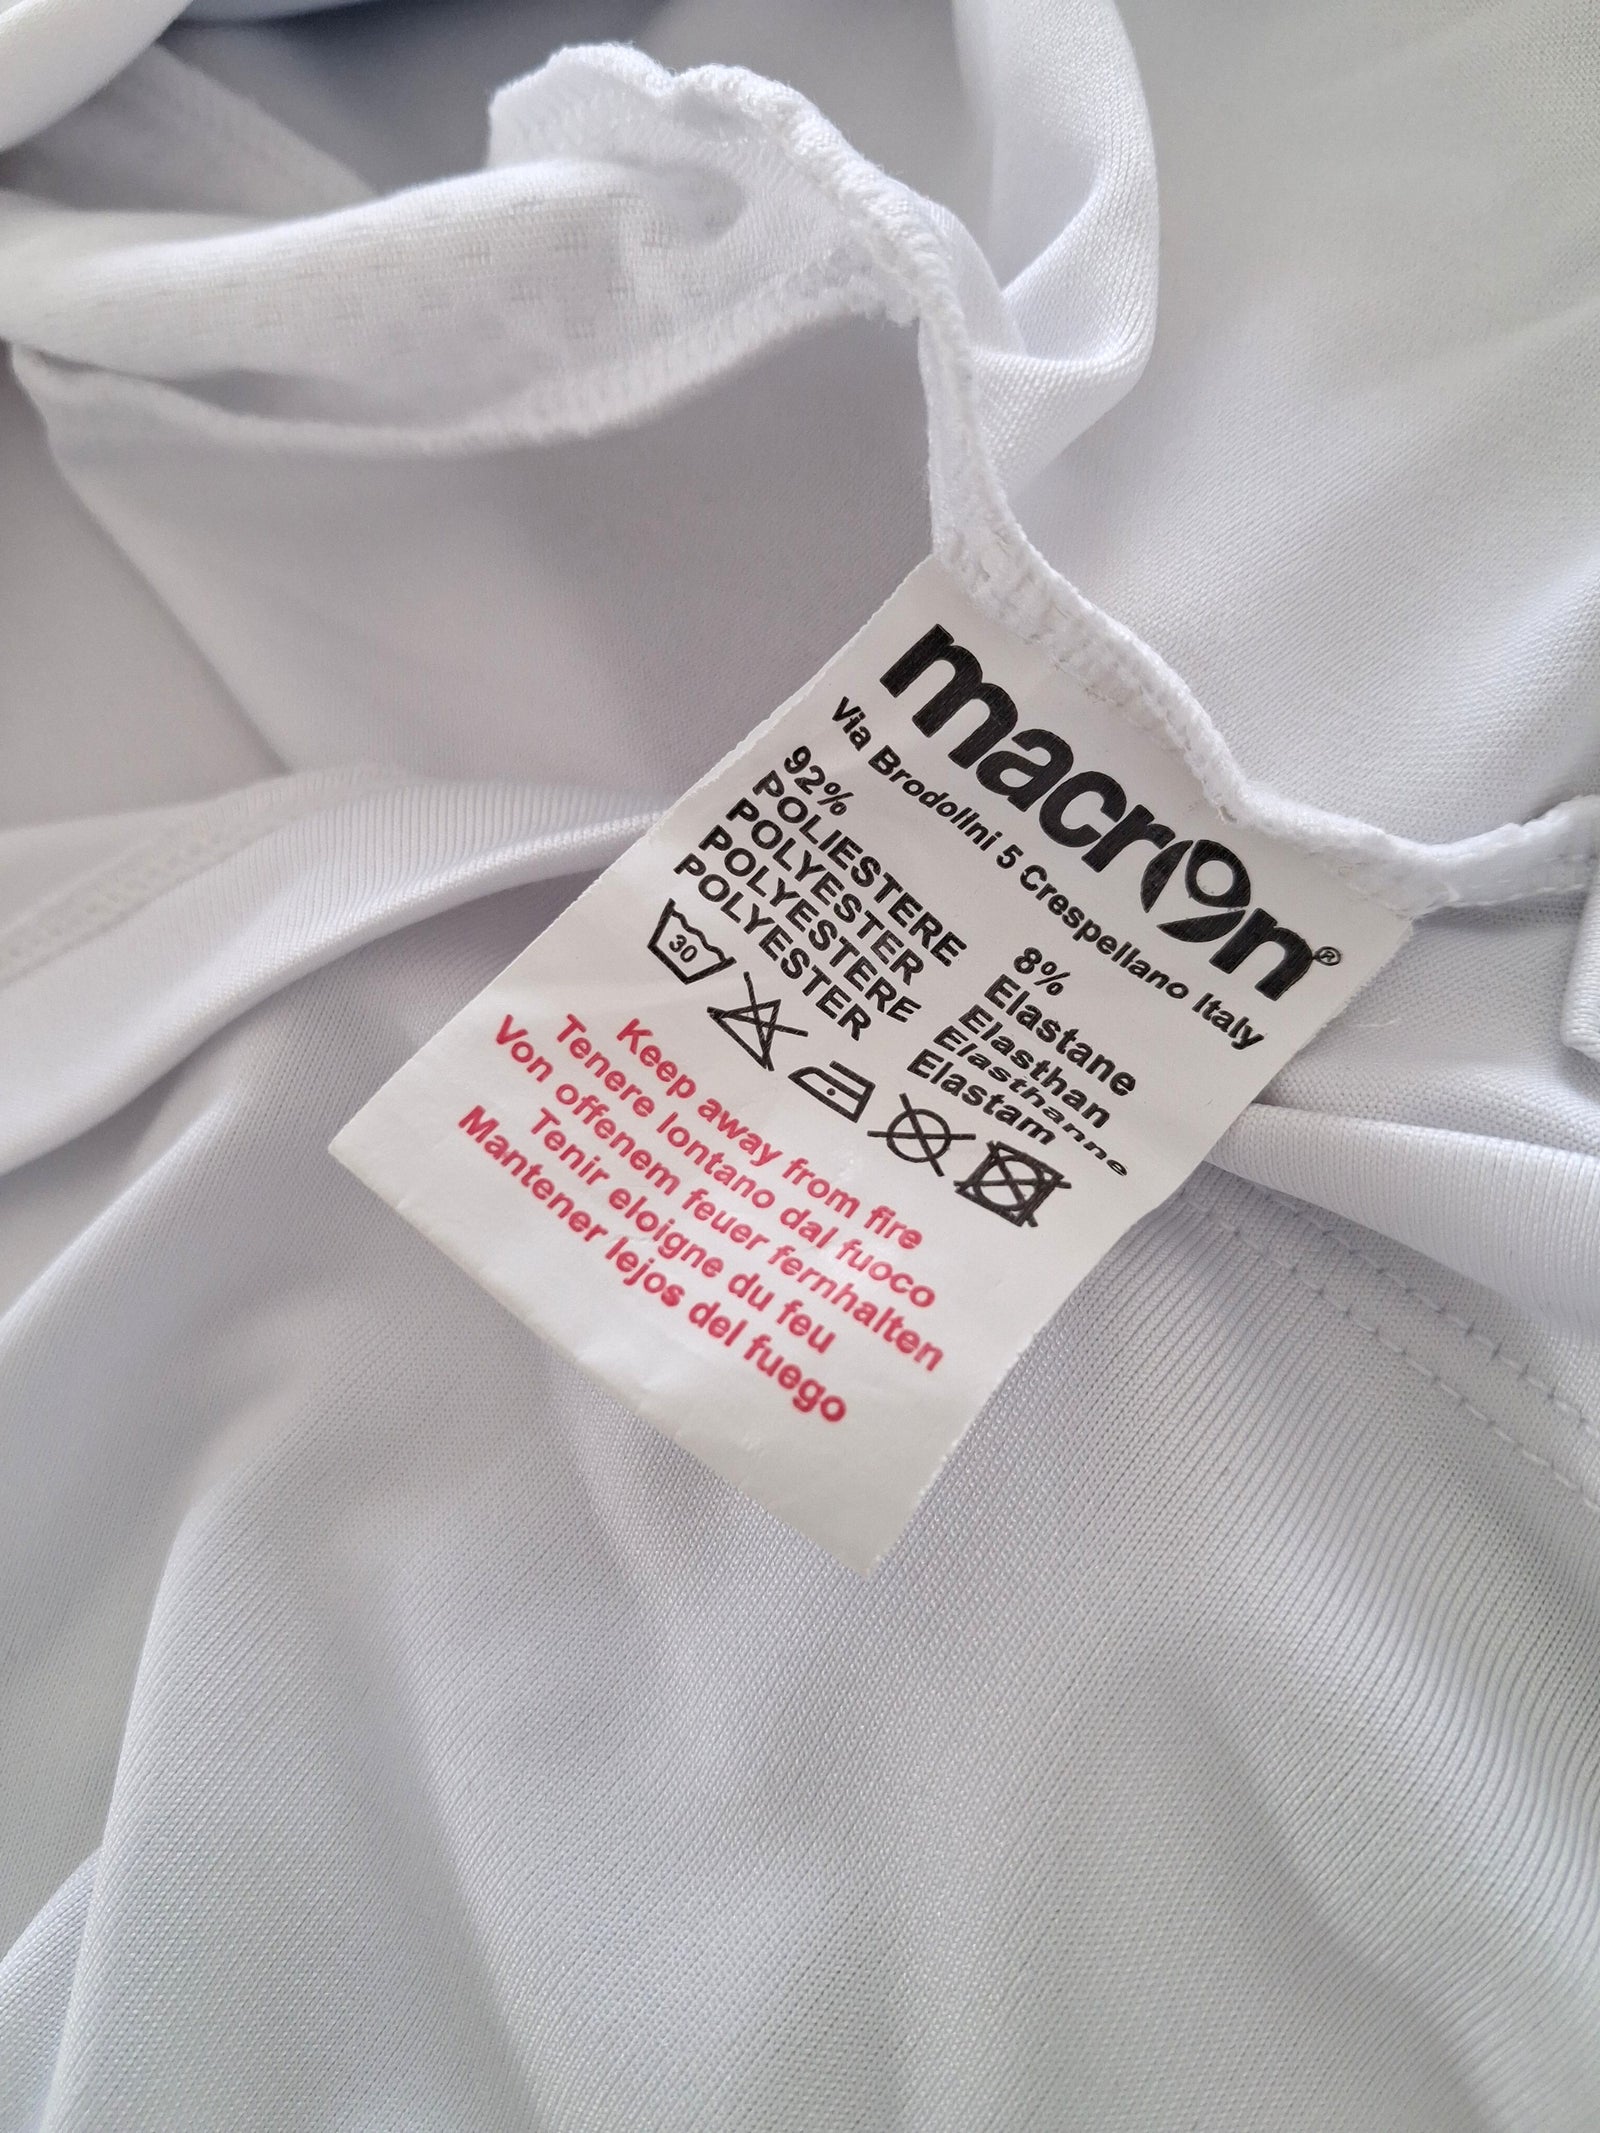 macron®
Via Brodolini 5 Crespellano Italy
92%
POLIESTERE
POLYESTER
POLYESTERE
POLYESTER
8%
Elastane
Elasthan
Elasthanne
Elastam
30
Keep away from fire
Tenere lontano dal fuoco
Von offenem feuer fernhalten
Tenir eloigne du feu
Mantener lejos del fuego